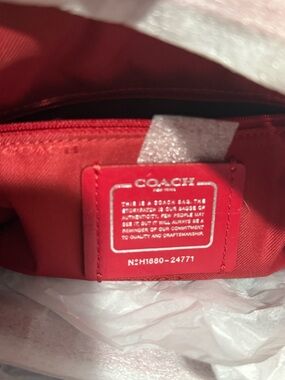 COACH
NEW YORK
THIS IS A COACH BAG. THE
STORYPATCH IS OUR BADGE OF
AUTHENTICITY. FEW PEOPLE MAY
SEE IT, BUT IT WILL ALWAYS BE A
REMINDER OF OUR COMMITMENT
TO QUALITY AND CRAFTSMANSHIP.
H1680-24771